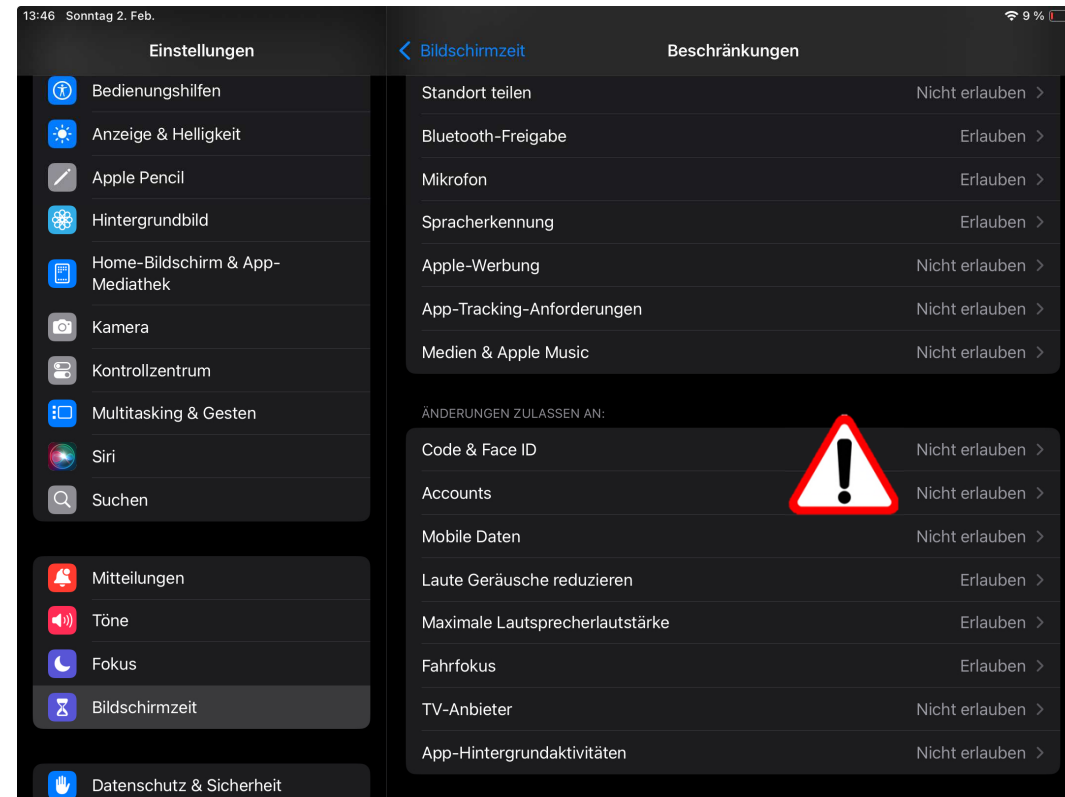 13:46 Sonntag 2. Feb.
9 %
Einstellungen
Bedienungshilfen
Anzeige & Helligkeit
Apple Pencil
Hintergrundbild
Home-Bildschirm & App-
Mediathek
Kamera
Kontrollzentrum
Multitasking & Gesten
Siri
Suchen
Mitteilungen
Töne
Fokus
Bildschirmzeit
Datenschutz & Sicherheit
Bildschirmzeit
Beschränkungen
Standort teilen Nicht erlauben
Bluetooth-Freigabe Erlauben
Mikrofon Erlauben
Spracherkennung Erlauben
Apple-Werbung Nicht erlauben
App-Tracking-Anforderungen Nicht erlauben
Medien & Apple Music Nicht erlauben
ÄNDERUNGEN ZULASSEN AN:
Code & Face ID Nicht erlauben
Accounts Nicht erlauben
Mobile Daten Nicht erlauben
Laute Geräusche reduzieren Erlauben
Maximale Lautsprecherlautstärke Erlauben
Fahrfokus Erlauben
TV-Anbieter Nicht erlauben
App-Hintergrundaktivitäten Nicht erlauben